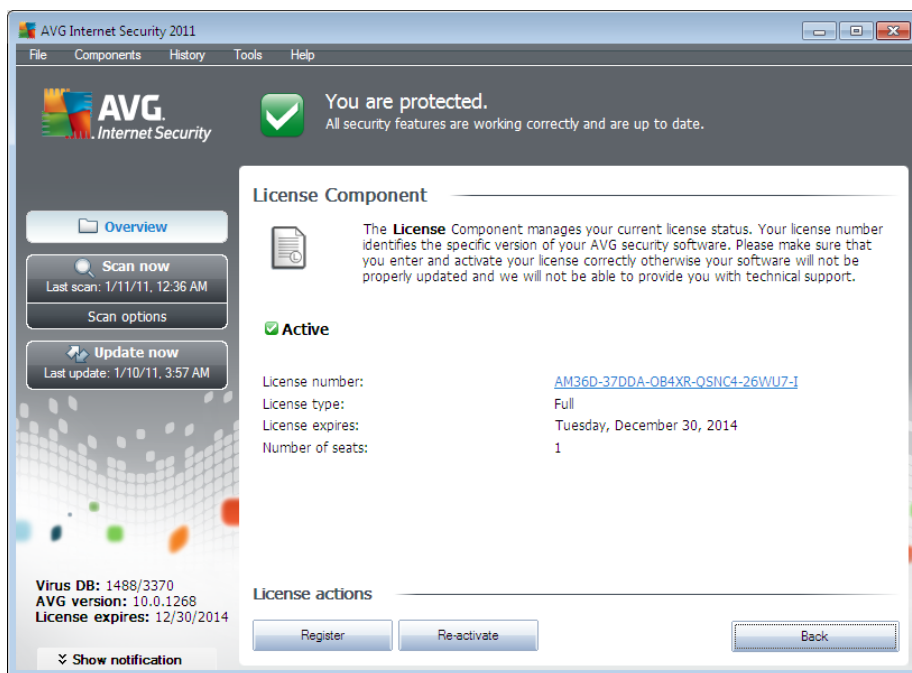 AVG Internet Security 2011
File Components History Tools Help
AVG.
Internet Security
You are protected.
All security features are working correctly and are up to date.
Overview
Scan now
Last scan: 1/11/11, 12:36 AM
Scan options
Update now
Last update: 1/10/11, 3:57 AM
Virus DB: 1488/3370
AVG version: 10.0.1268
License expires: 12/30/2014
Show notification
License Component
The License Component manages your current license status. Your license number
identifies the specific version of your AVG security software. Please make sure that
you enter and activate your license correctly otherwise your software will not be
properly updated and we will not be able to provide you with technical support.
Active
License number: AM36D-37DDA-OB4XR-QSNC4-26WU7-I
License type: Full
License expires: Tuesday, December 30, 2014
Number of seats: 1
License actions
Register Re-activate Back